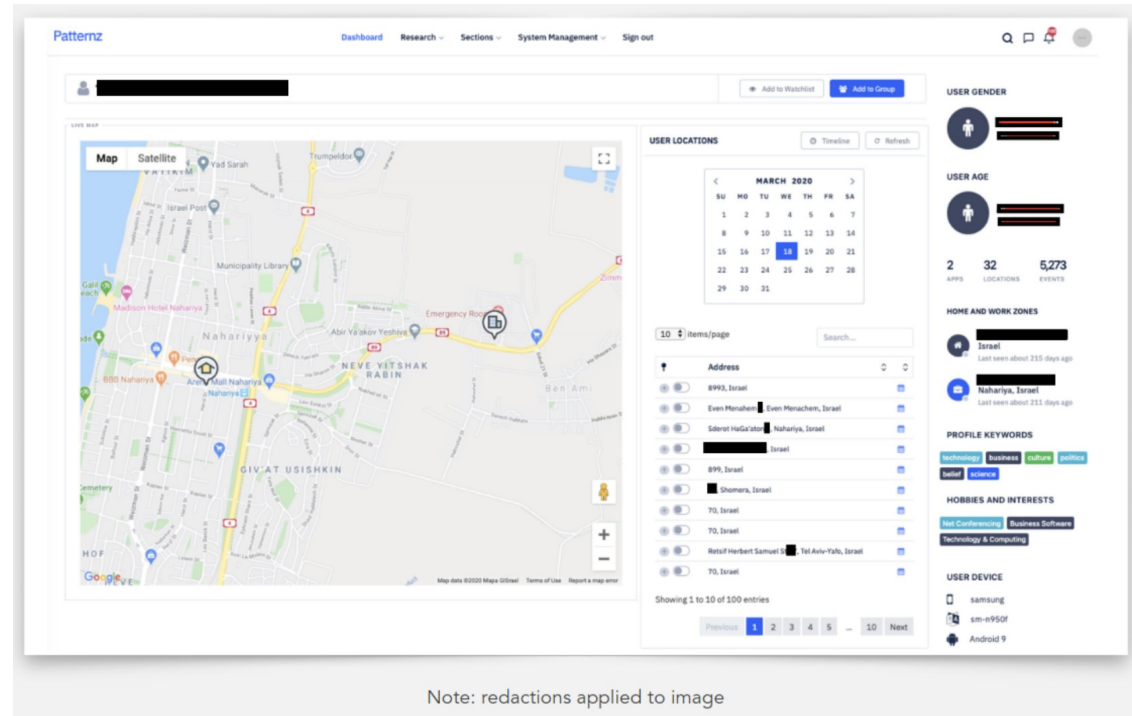 Patternz
Dashboard Research Sections System Management Sign out
Add to Watchlist
Add to Group
LIVE MAP
Map Satellite
Yad Sarah
Trumpeldor
Israel Post
Municipality Library
Madison Hotel Nahariya
Nahariyya
Abir Ya'akov Yeshiva
Emergency Room
NEVE YITSHAK
RABIN
BBB Nahariya
Arena Mall Nahariya
Nahariya
Ben Ami
GIV'AT USISHKIN
Cemetery
HOF
Google
Map data ©2020 Mapa GISrael Terms of Use Report a map error
USER LOCATIONS
Timeline
Refresh
MARCH 2020
SU MO TU WE TH FR SA
1 2 3 4 5 6 7
8 9 10 11 12 13 14
15 16 17 18 19 20 21
22 23 24 25 26 27 28
29 30 31
10 items/page
Search...
Address
8993, Israel
Even Menahem , Even Menachem, Israel
Sderot HaGa'aton , Nahariya, Israel
, Israel
899, Israel
, Shomera, Israel
70, Israel
70, Israel
Retsif Herbert Samuel St , Tel Aviv-Yafo, Israel
70, Israel
Showing 1 to 10 of 100 entries
Previous 1 2 3 4 5 ... 10 Next
USER GENDER
USER AGE
2 32 5,273
APPS LOCATIONS EVENTS
HOME AND WORK ZONES
Israel
Last seen about 215 days ago
Nahariya, Israel
Last seen about 211 days ago
PROFILE KEYWORDS
technology business culture politics
belief science
HOBBIES AND INTERESTS
Net Conferencing Business Software
Technology & Computing
USER DEVICE
samsung
sm-n950f
Android 9
Note: redactions applied to image